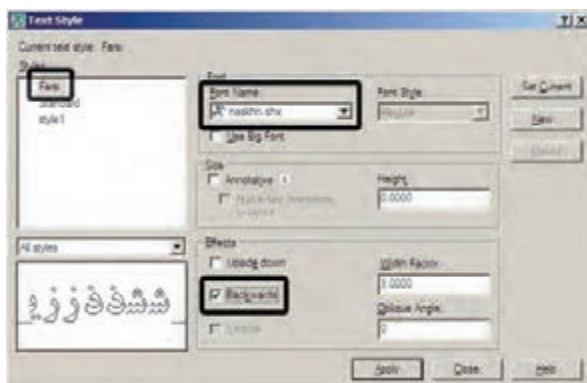 Text Style
Current text style: Farsi
Styles
Farsi
Standard
style1
Font
Font Name:
naskhn.shx
Font Style
Regular
Use Big Font
Size
Annotative
Height
0.0000
All styles
Effects
Upside down
Backwards
Vertical
Width Factor
1.0000
Oblique Angle
0
Set Current
New
Delete
Apply
Close
Help